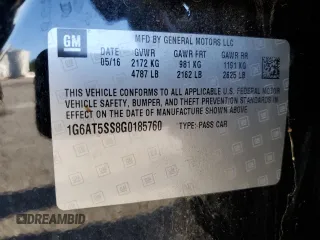 GM
MFD BY GENERAL MOTORS LLC
05/16 GVWR GAWR FRT GAWR RR
2172 KG 981 KG 1191 KG
4787 LB 2162 LB 2625 LB
THIS VEHICLE CONFORMS TO ALL APPLICABLE U.S. FEDERAL MOTOR
VEHICLE SAFETY, BUMPER, AND THEFT PREVENTION STANDARDS IN
EFFECT ON THE DATE OF MANUFACTURE SHOWN ABOVE.
1G6AT5SS8G0185760 TYPE: PASS CAR
DREAMBID